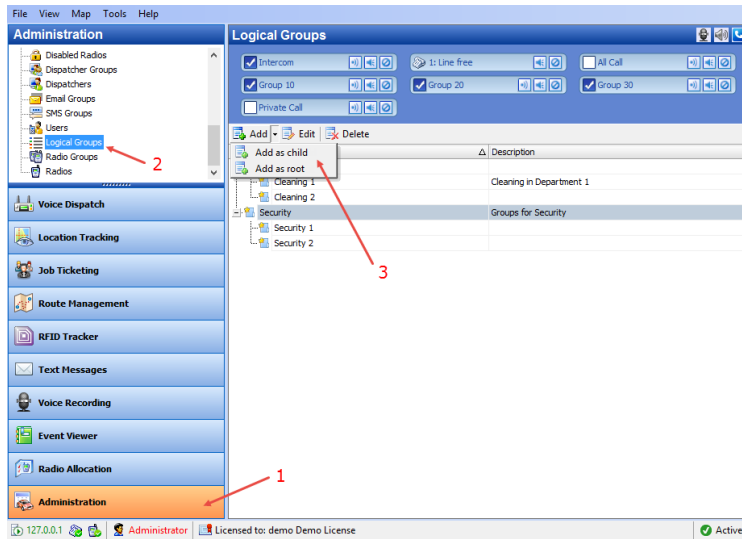 File View Map Tools Help
Administration
Disabled Radios
Dispatcher Groups
Dispatchers
Email Groups
SMS Groups
Users
Logical Groups
Radio Groups
Radios
2
Voice Dispatch
Location Tracking
Job Ticketing
Route Management
RFID Tracker
Text Messages
Voice Recording
Event Viewer
Radio Allocation
Administration
1
Logical Groups
Intercom
1: Line free
All Call
Group 10
Group 20
Group 30
Private Call
Add Edit Delete
Add as child
Add as root
Description
Cleaning 1 Cleaning in Department 1
Cleaning 2
Security Groups for Security
Security 1
Security 2
3
127.0.0.1 Administrator Licensed to: demo Demo License Active